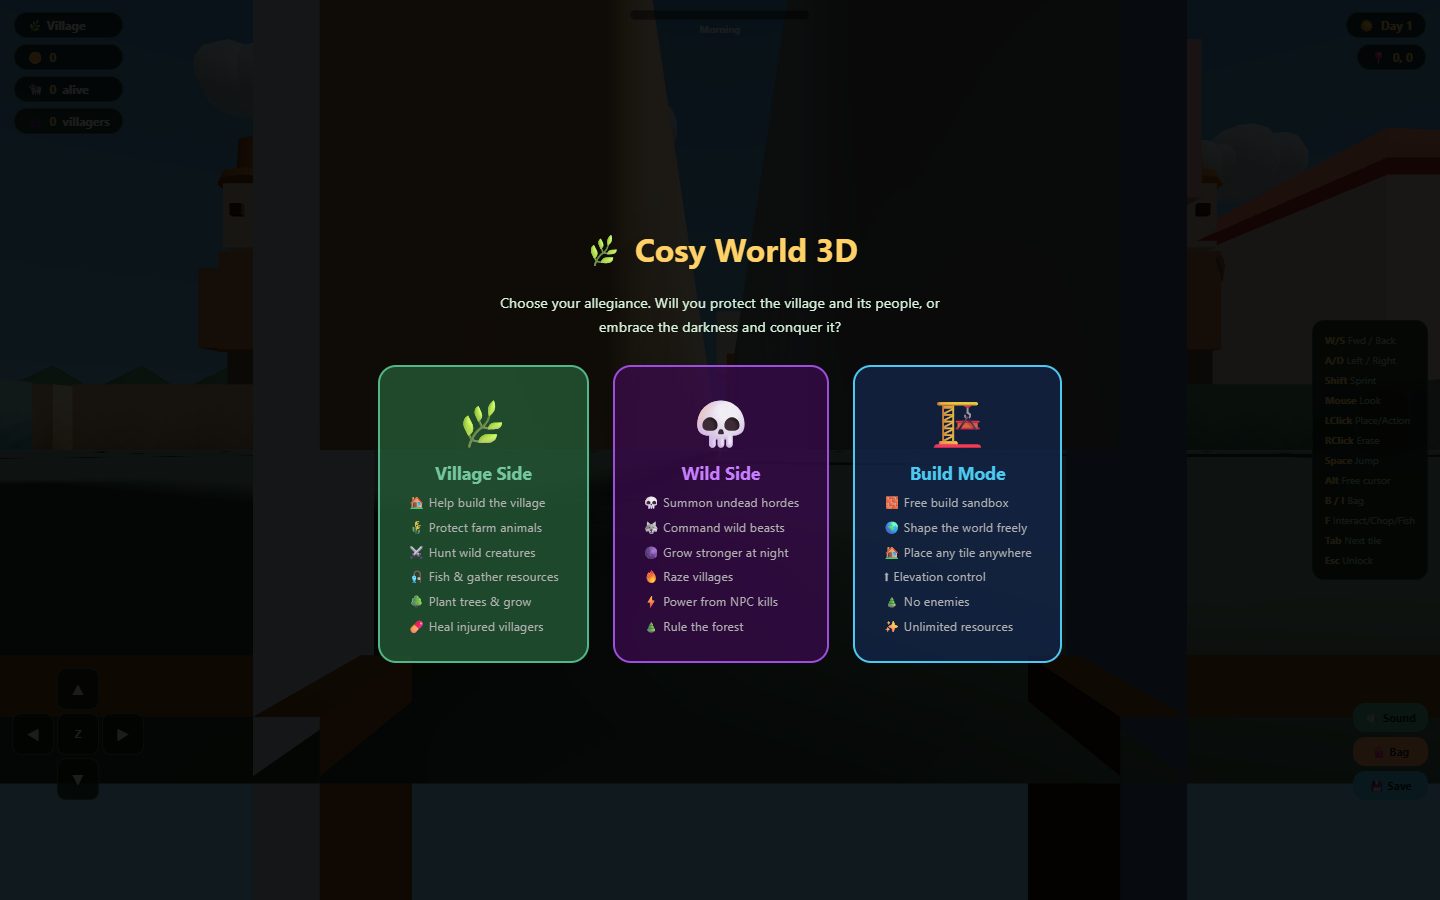 Village
Morning
Day 1
0
0, 0
0 alive
0 villagers
Cosy World 3D
Choose your allegiance. Will you protect the village and its people, or
embrace the darkness and conquer it?
Village Side
Help build the village
Protect farm animals
Hunt wild creatures
Fish & gather resources
Plant trees & grow
Heal injured villagers
Wild Side
Summon undead hordes
Command wild beasts
Grow stronger at night
Raze villages
Power from NPC kills
Rule the forest
Build Mode
Free build sandbox
Shape the world freely
Place any tile anywhere
Elevation control
No enemies
Unlimited resources
W/S Fwd / Back
A/D Left / Right
Shift Sprint
Mouse Look
LClick Place/Action
RClick Erase
Space Jump
Alt Free cursor
B / I Bag
F Interact/Chop/Fish
Tab Next tile
Esc Unlock
Z
Sound
Bag
Save